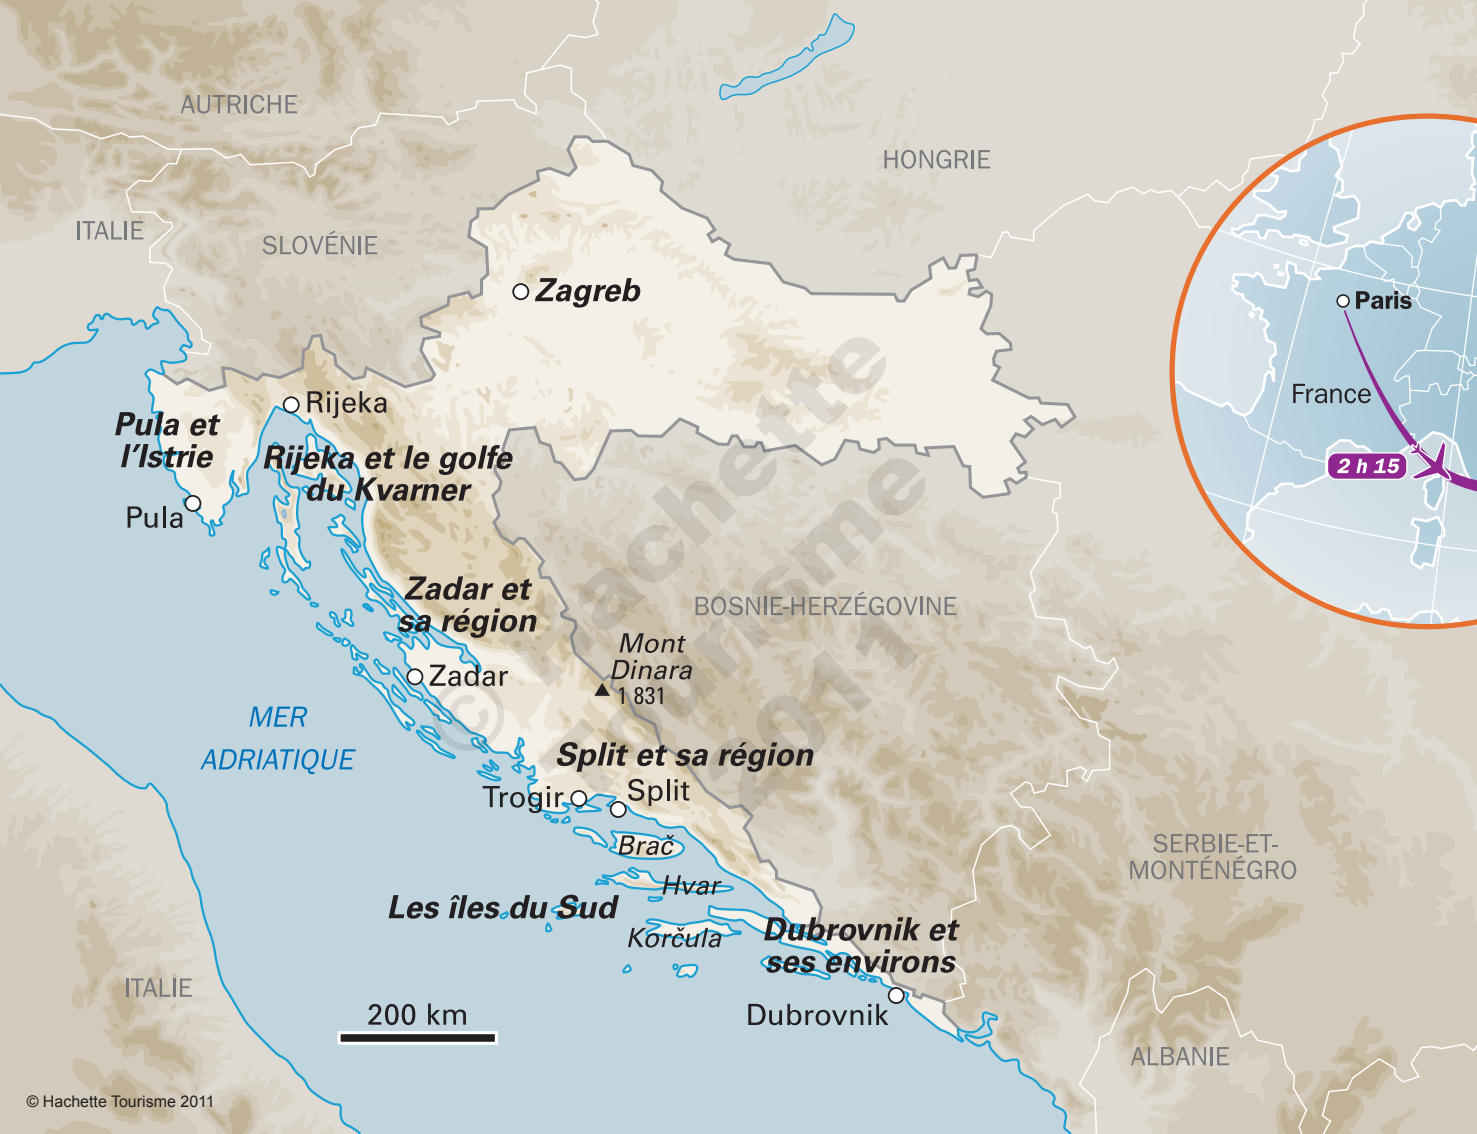 AUTRICHE
HONGRIE
ITALIE
SLOVÉNIE
Zagreb
Paris
France
2 h 15
Rijeka
Pula et
l'Istrie
Rijeka et le golfe
du Kvarner
Pula
Zadar et
sa région
BOSNIE-HERZÉGOVINE
Mont
Dinara
1 831
Zadar
MER
ADRIATIQUE
Split et sa région
Trogir
Split
Brač
Hvar
Les îles du Sud
Korčula
Dubrovnik et
ses environs
Dubrovnik
SERBIE-ET-
MONTÉNÉGRO
ITALIE
200 km
ALBANIE
© Hachette Tourisme 2011
© Hachette
Tourisme
2011